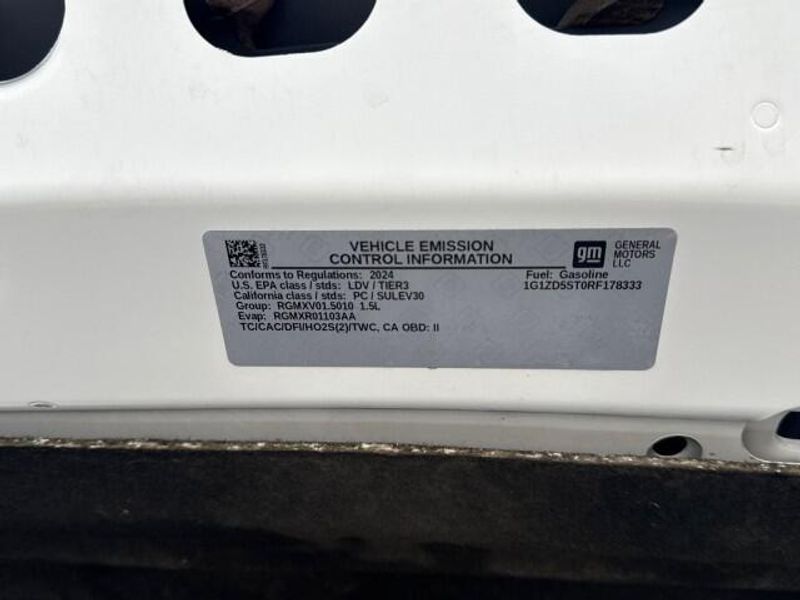 VEHICLE EMISSION
CONTROL INFORMATION
gm
GENERAL
MOTORS
LLC
Conforms to Regulations: 2024
Fuel: Gasoline
U.S. EPA class / stds: LDV / TIER3
1G1ZD5ST0RF178333
California class / stds: PC / SULEV30
Group: RGMXV01.5010 1.5L
Evap: RGMXR01103AA
TC/CAC/DFI/HO2S(2)/TWC, CA OBD: II